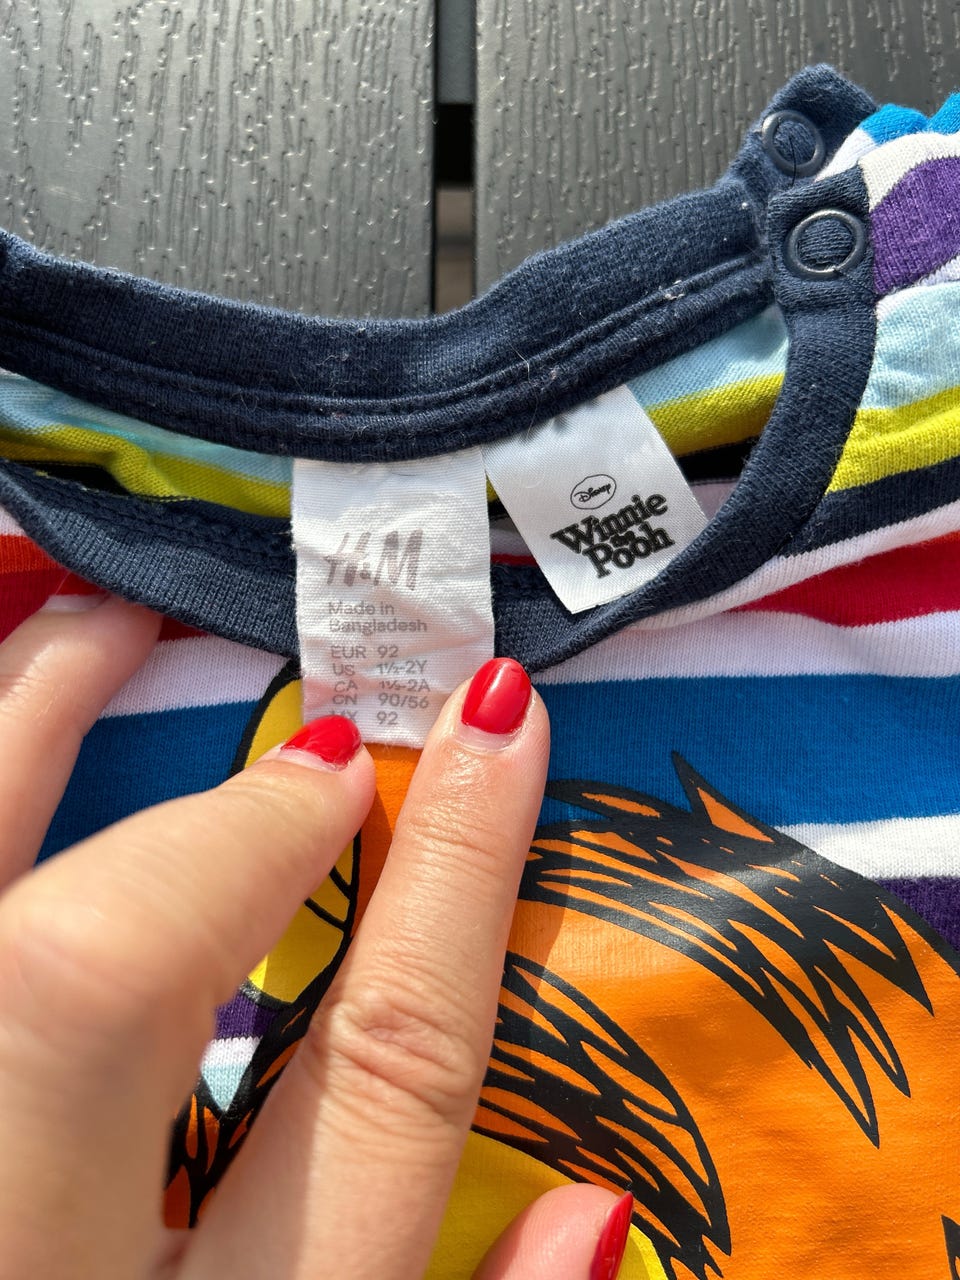 H&M
Made in
Bangladesh
EUR 92
US 1½-2Y
CA 1½-2A
CN 90/56
MX 92
Disney
Winnie
the
Pooh